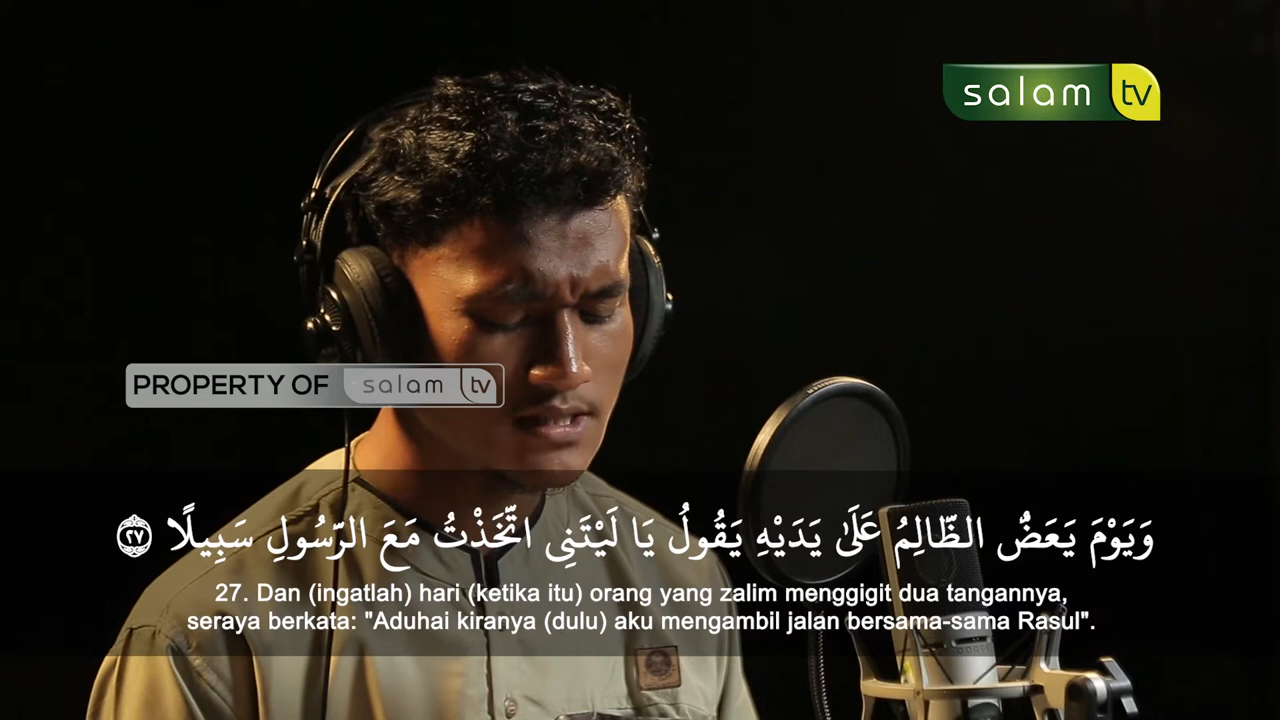 salam tv
PROPERTY OF salam tv
وَيَوْمَ يَعَضُّ الظَّالِمُ عَلَىٰ يَدَيْهِ يَقُولُ يَا لَيْتَنِي اتَّخَذْتُ مَعَ الرَّسُولِ سَبِيلًا ٢٧
27. Dan (ingatlah) hari (ketika itu) orang yang zalim menggigit dua tangannya,
seraya berkata: "Aduhai kiranya (dulu) aku mengambil jalan bersama-sama Rasul".